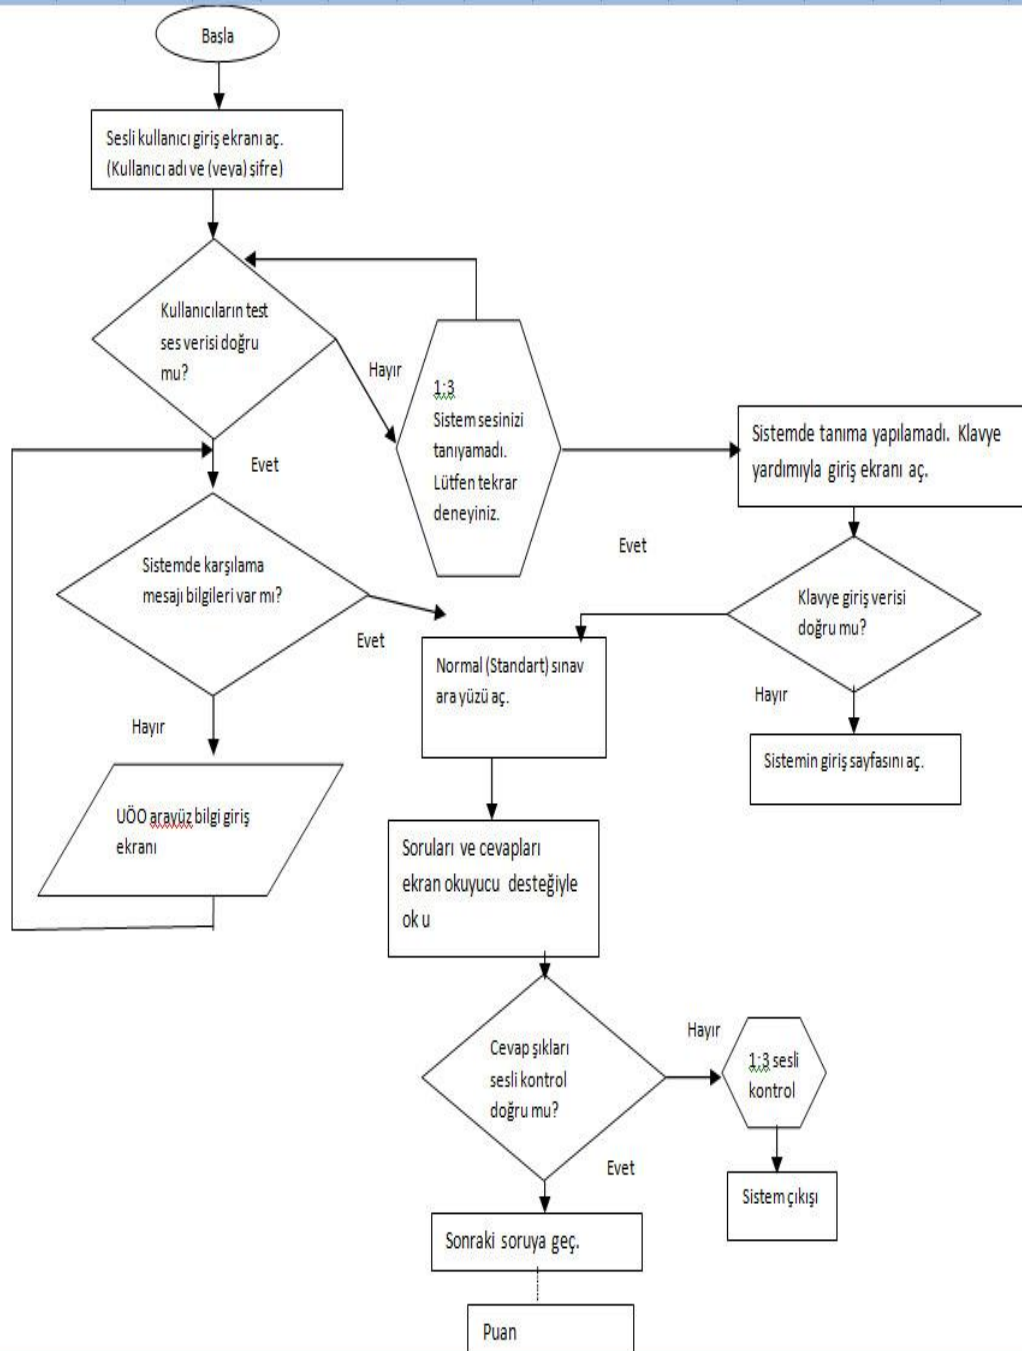 Başla
Sesli kullanıcı giriş ekranı aç.
(Kullanıcı adı ve (veya) şifre)
Kullanıcıların test
ses verisi doğru
mu?
Hayır
1:3
Sistem sesinizi
tanıyamadı.
Lütfen tekrar
deneyiniz.
Sistemde tanıma yapılamadı. Klavye
yardımıyla giriş ekranı aç.
Evet
Sistemde karşılama
mesajı bilgileri var mı?
Evet
Evet
Klavye giriş verisi
doğru mu?
Normal (Standart) sınav
ara yüzü aç.
Hayır
Hayır
Sistemin giriş sayfasını aç.
UÖO arayüz bilgi giriş
ekranı
Soruları ve cevapları
ekran okuyucu desteğiyle
ok u
Cevap şıkları
sesli kontrol
doğru mu?
Hayır
1:3 sesli
kontrol
Evet
Sistem çıkışı
Sonraki soruya geç.
Puan